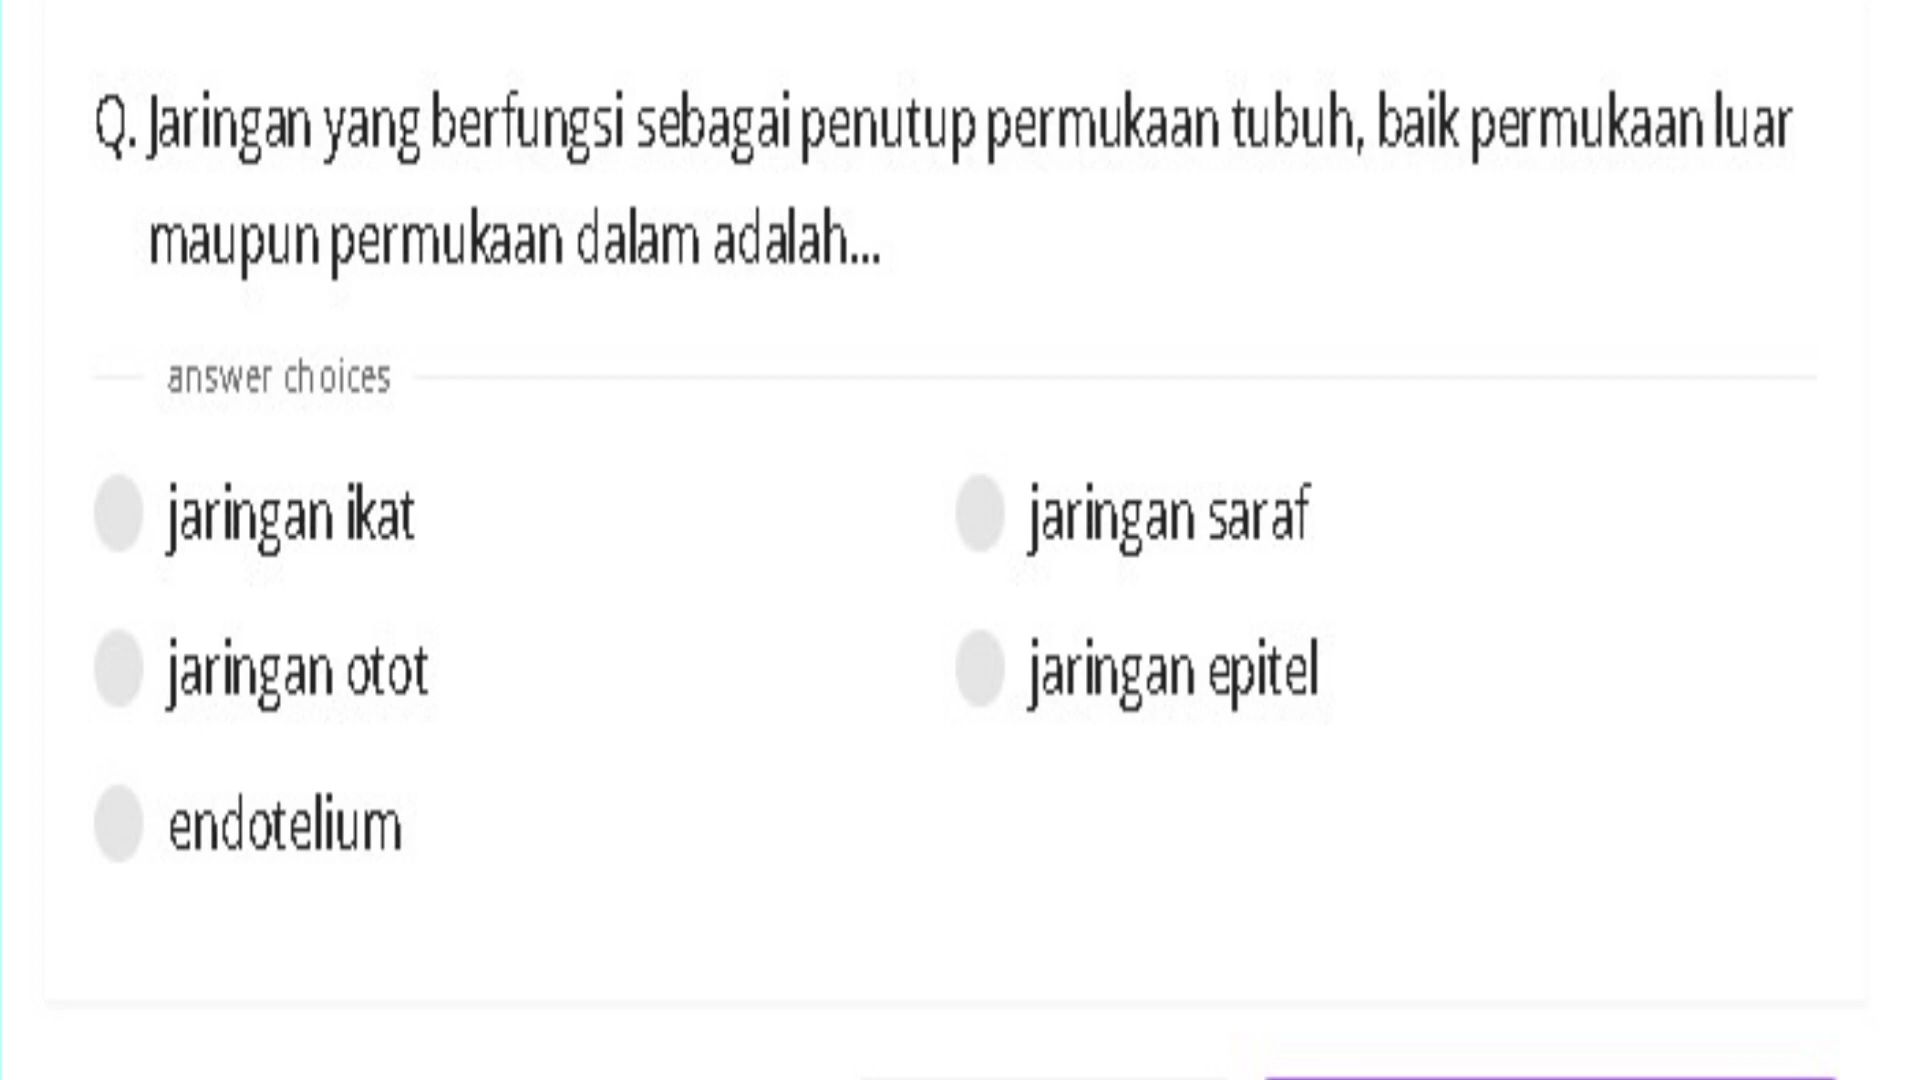 Q. Jaringan yang berfungsi sebagai penutup permukaan tubuh, baik permukaan luar
maupun permukaan dalam adalah...
answer choices
jaringan ikat
jaringan saraf
jaringan otot
jaringan epitel
endotelium